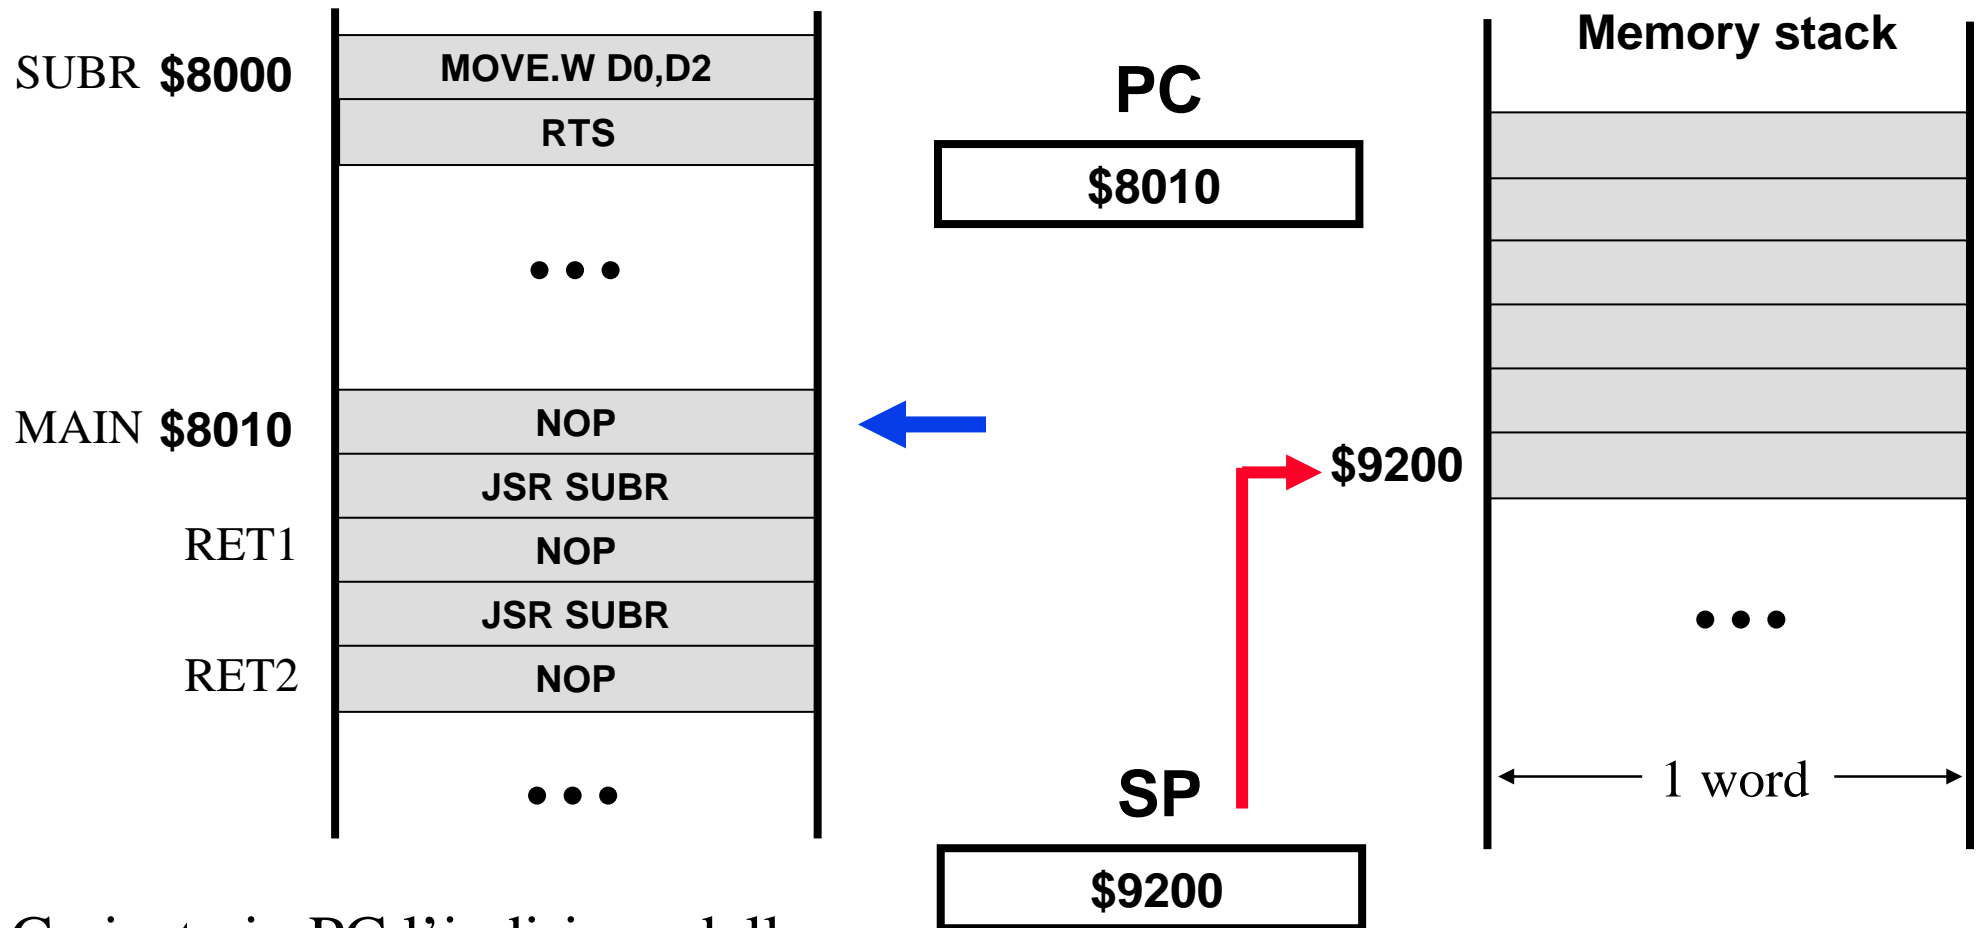 SUBR $8000
MOVE.W D0,D2
RTS
• • •
MAIN $8010
NOP
JSR SUBR
RET1
NOP
JSR SUBR
RET2
NOP
• • •
PC
$8010
SP
$9200
Memory stack
$9200
• • •
1 word